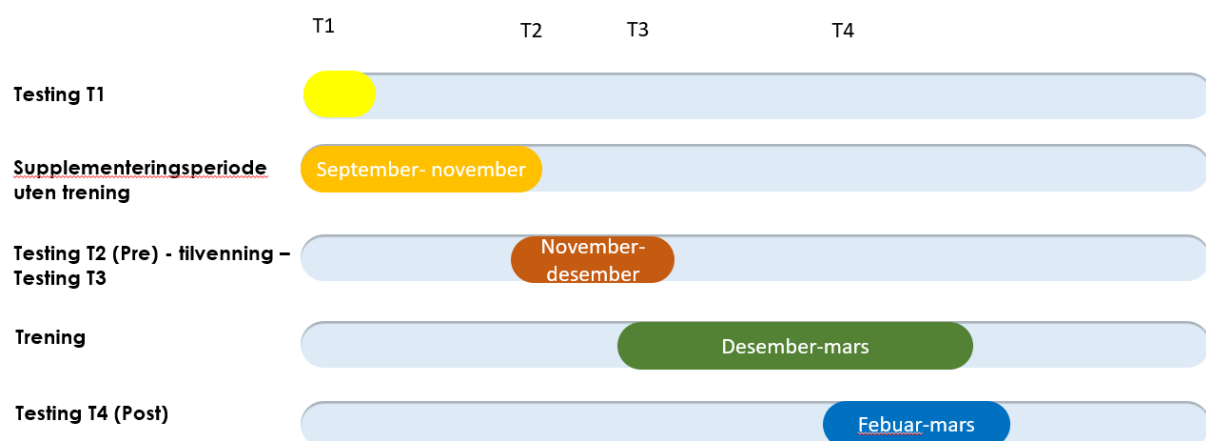 T1
T2
T3
T4
Testing T1
Supplementeringsperiode
uten trening
September- november
Testing T2 (Pre) - tilvenning –
Testing T3
November-
desember
Trening
Desember-mars
Testing T4 (Post)
Febuar-mars